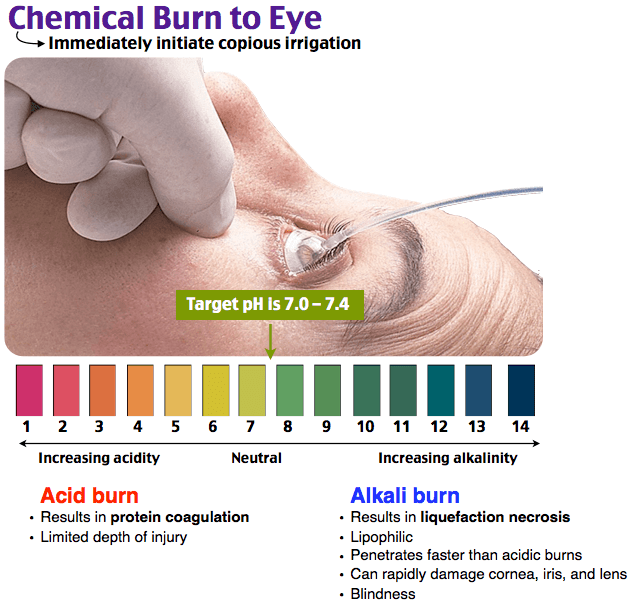 Chemical Burn to Eye
Immediately initiate copious irrigation
Target pH is 7.0 – 7.4
1 2 3 4 5 6 7 8 9 10 11 12 13 14
Increasing acidity Neutral Increasing alkalinity
Acid burn
• Results in protein coagulation
• Limited depth of injury
Alkali burn
• Results in liquefaction necrosis
• Lipophilic
• Penetrates faster than acidic burns
• Can rapidly damage cornea, iris, and lens
• Blindness